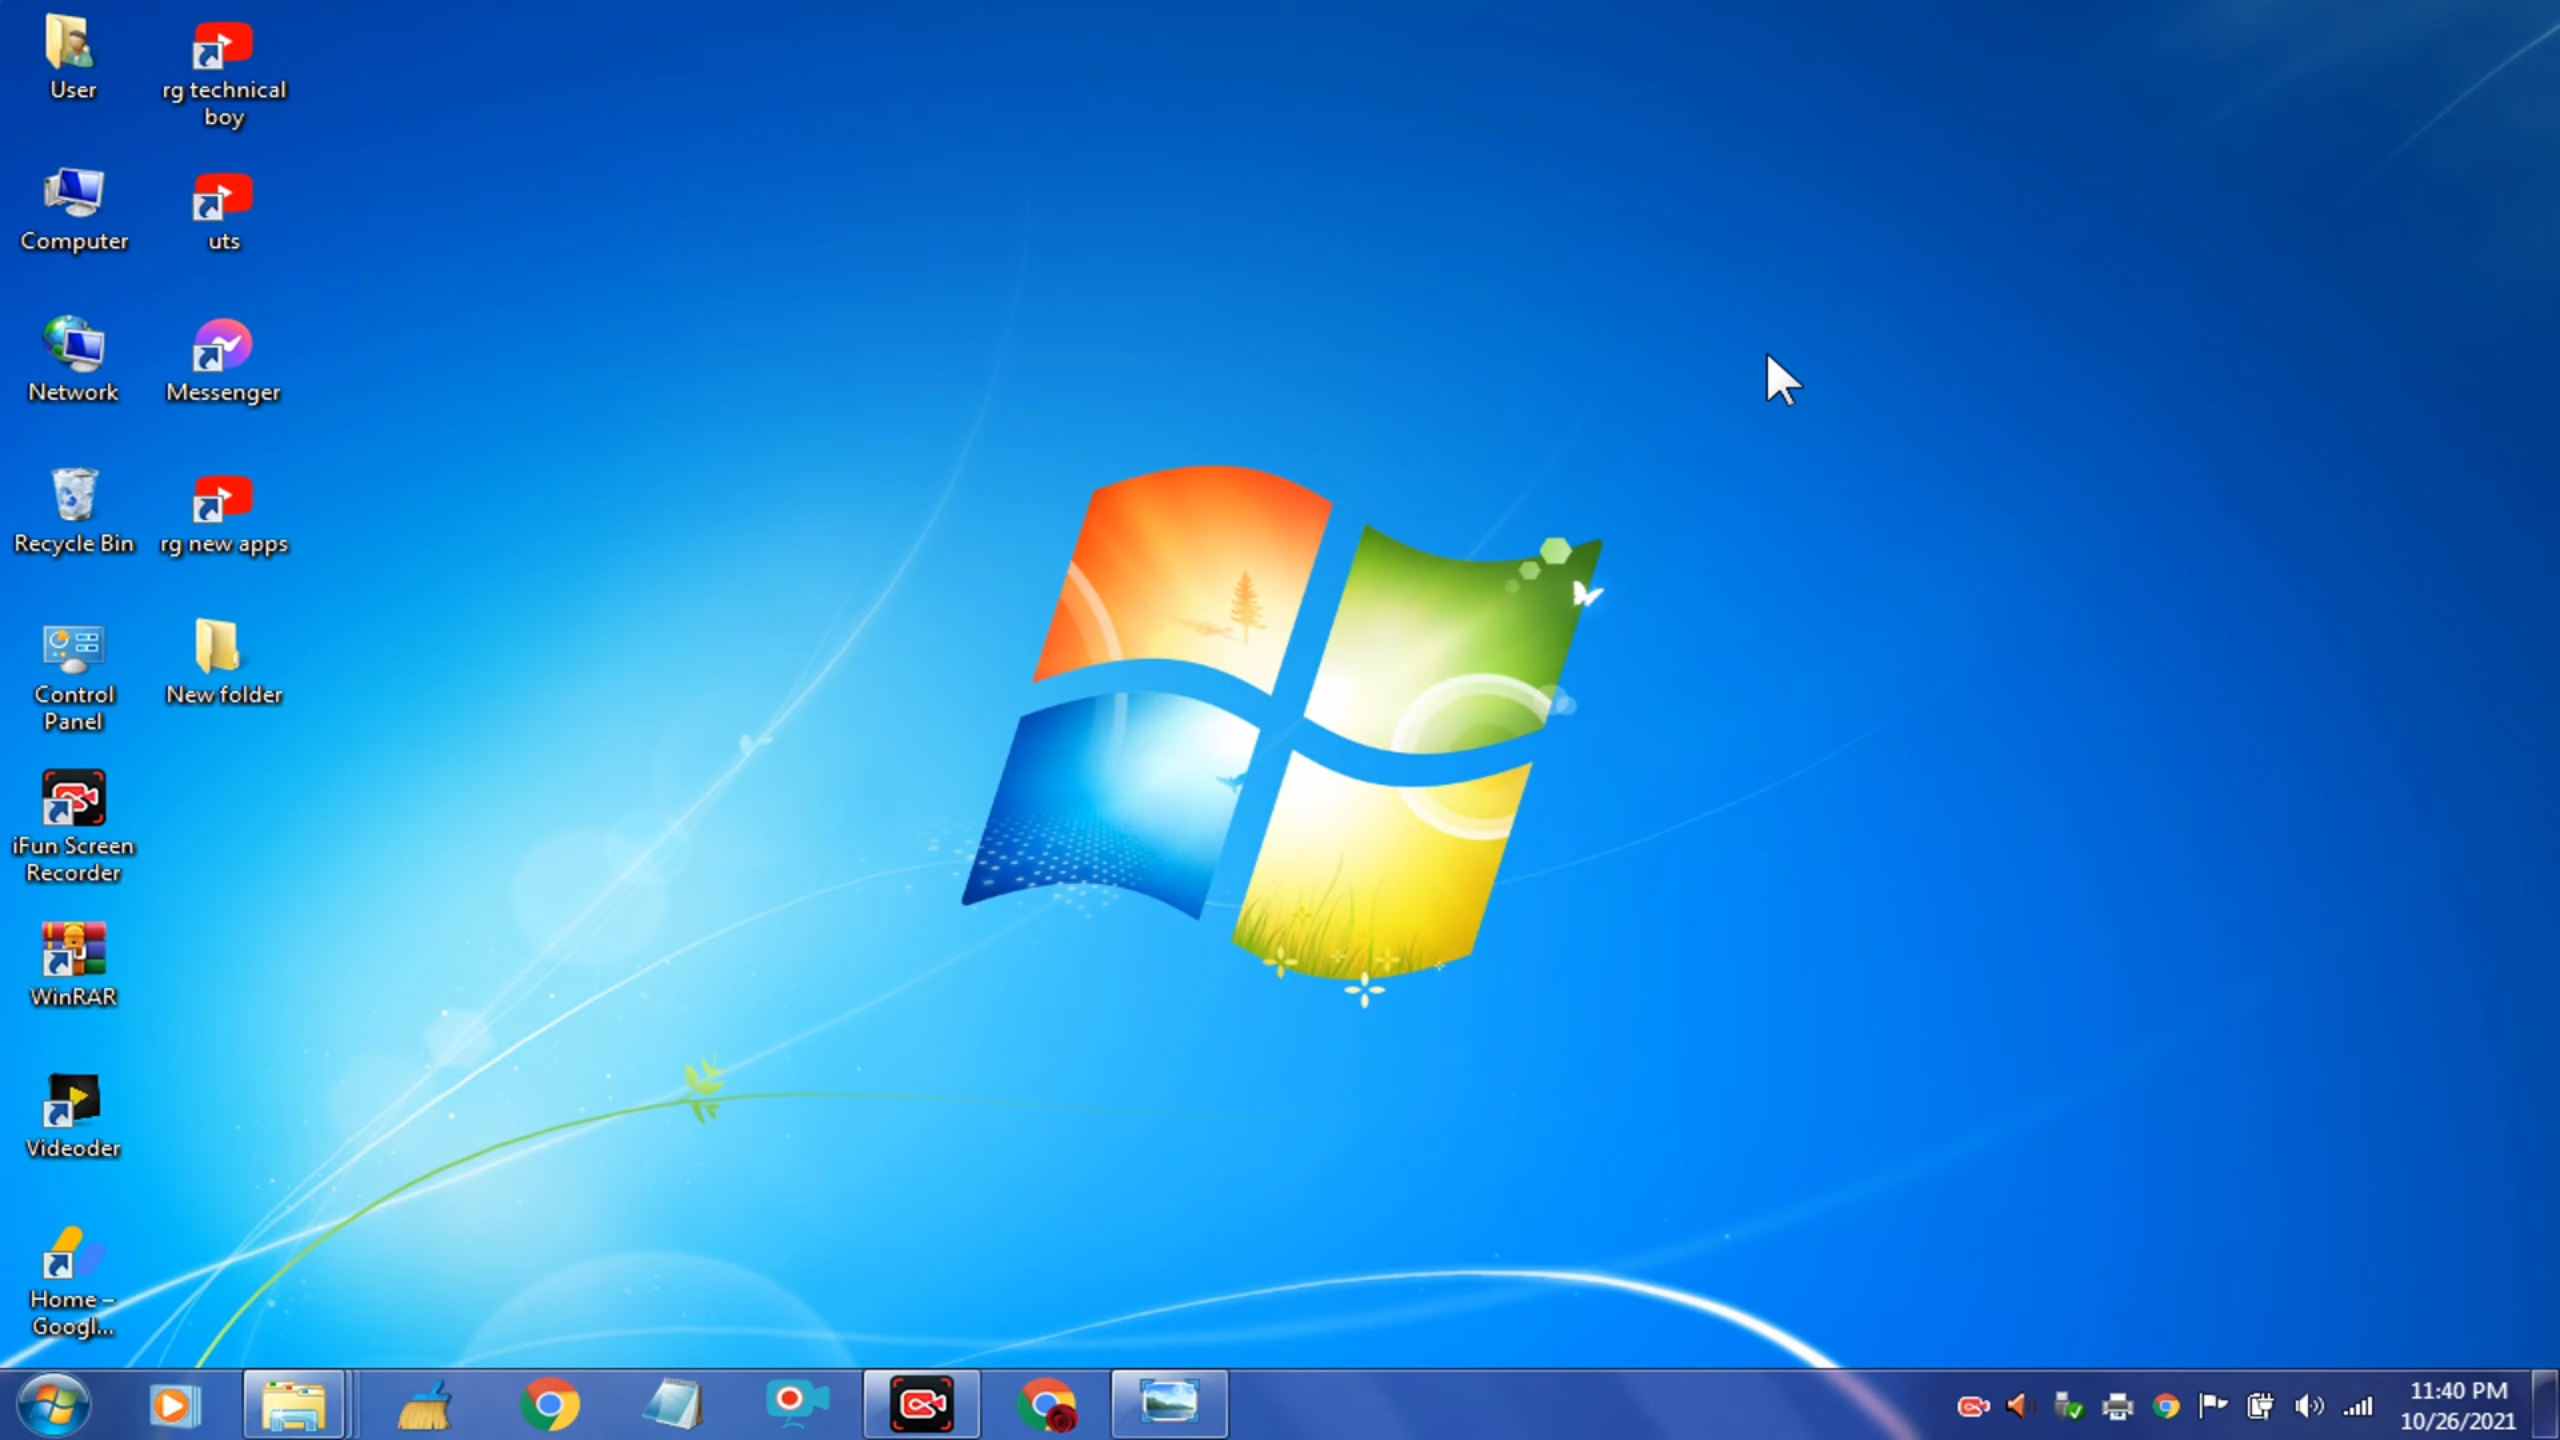 User
rg technical
boy
Computer
uts
Network
Messenger
Recycle Bin
rg new apps
Control
Panel
New folder
iFun Screen
Recorder
WinRAR
Videoder
Home –
Googl...
11:40 PM
10/26/2021